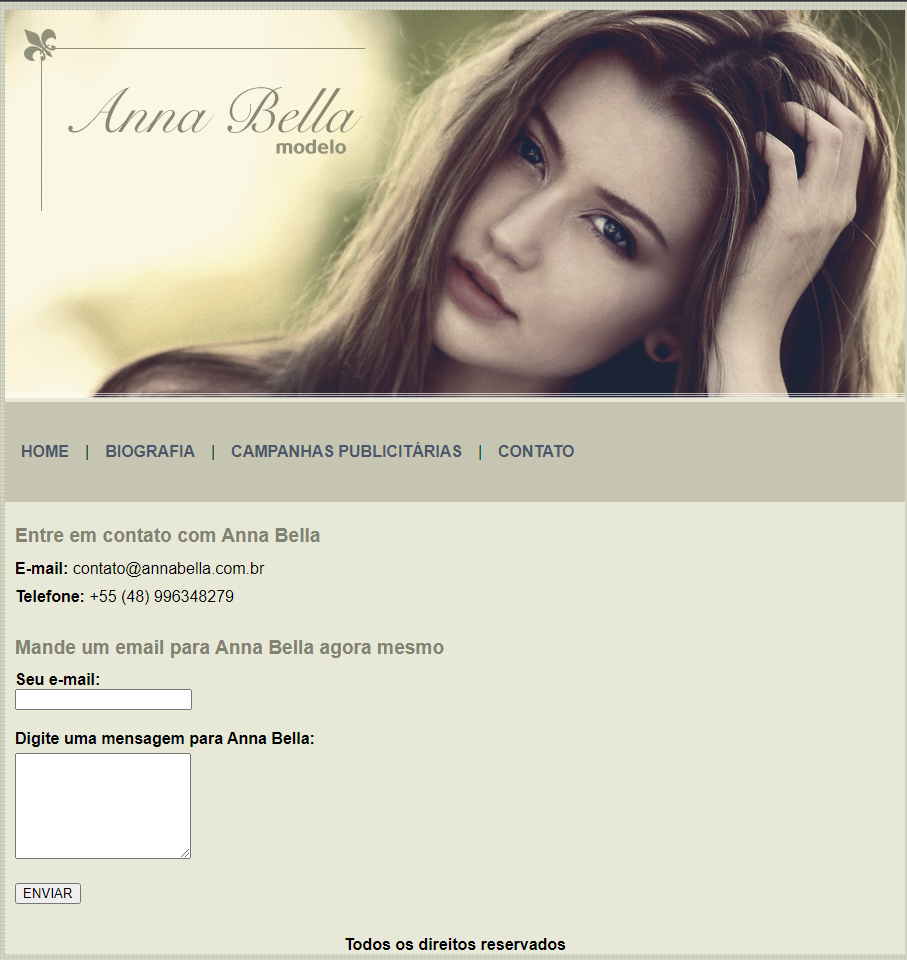 Anna Bella
modelo
HOME | BIOGRAFIA | CAMPANHAS PUBLICITÁRIAS | CONTATO
Entre em contato com Anna Bella
E-mail: contato@annabella.com.br
Telefone: +55 (48) 996348279
Mande um email para Anna Bella agora mesmo
Seu e-mail:
Digite uma mensagem para Anna Bella:
ENVIAR
Todos os direitos reservados